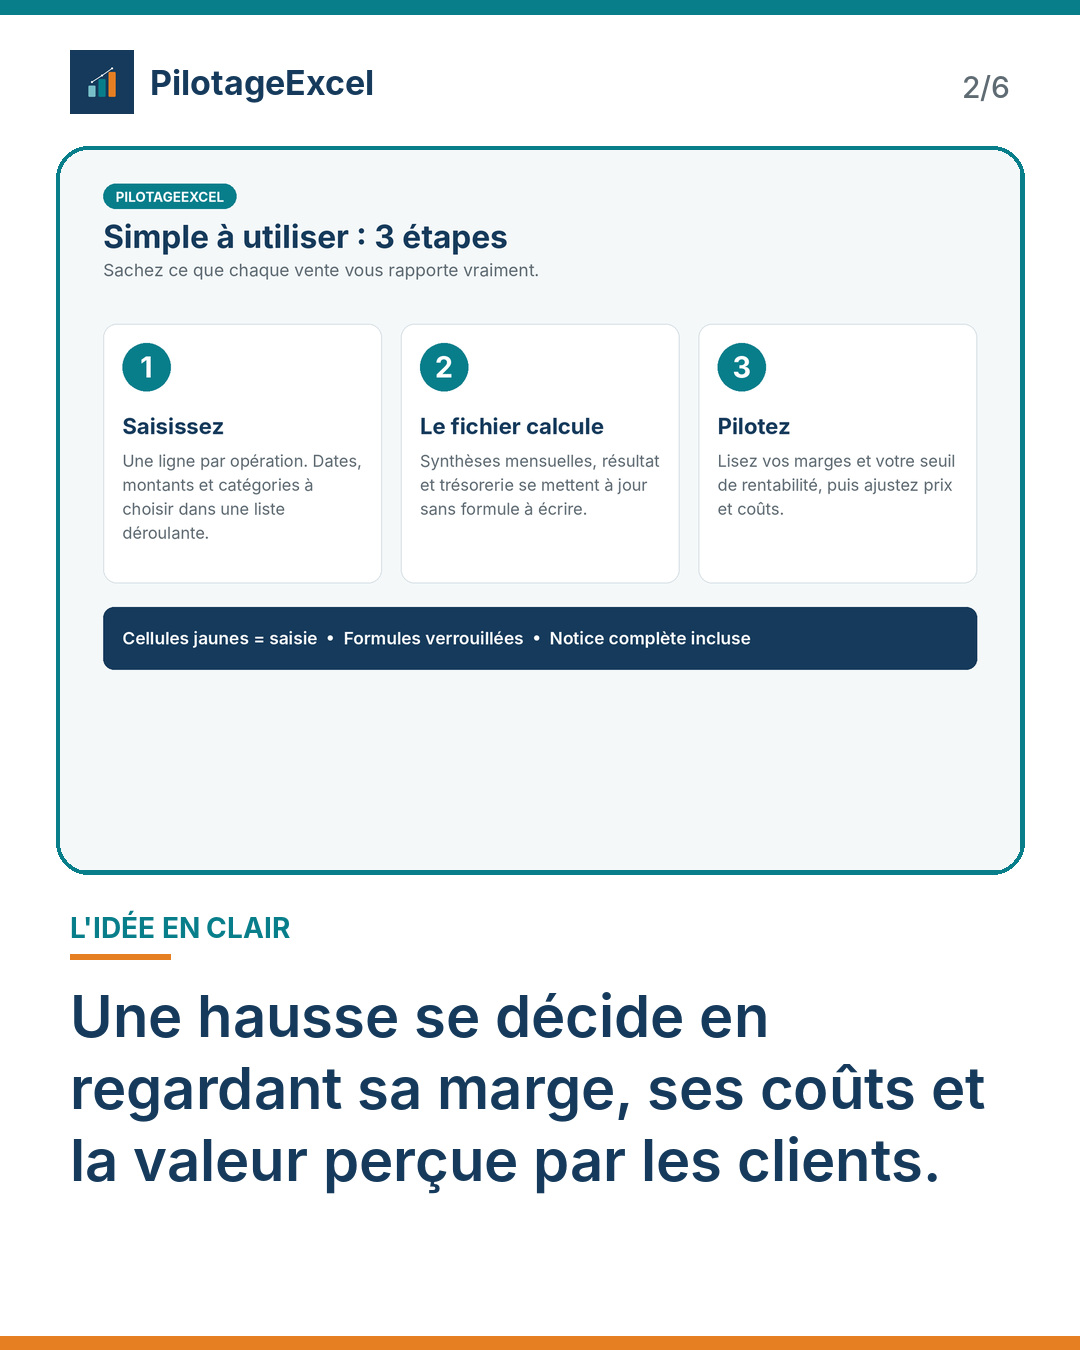 PilotageExcel
2/6
PILOTAGEEXCEL
Simple à utiliser : 3 étapes
Sachez ce que chaque vente vous rapporte vraiment.
1
Saisissez
Une ligne par opération. Dates,
montants et catégories à
choisir dans une liste
déroulante.
2
Le fichier calcule
Synthèses mensuelles, résultat
et trésorerie se mettent à jour
sans formule à écrire.
3
Pilotez
Lisez vos marges et votre seuil
de rentabilité, puis ajustez prix
et coûts.
Cellules jaunes = saisie • Formules verrouillées • Notice complète incluse
L'IDÉE EN CLAIR
Une hausse se décide en
regardant sa marge, ses coûts et
la valeur perçue par les clients.